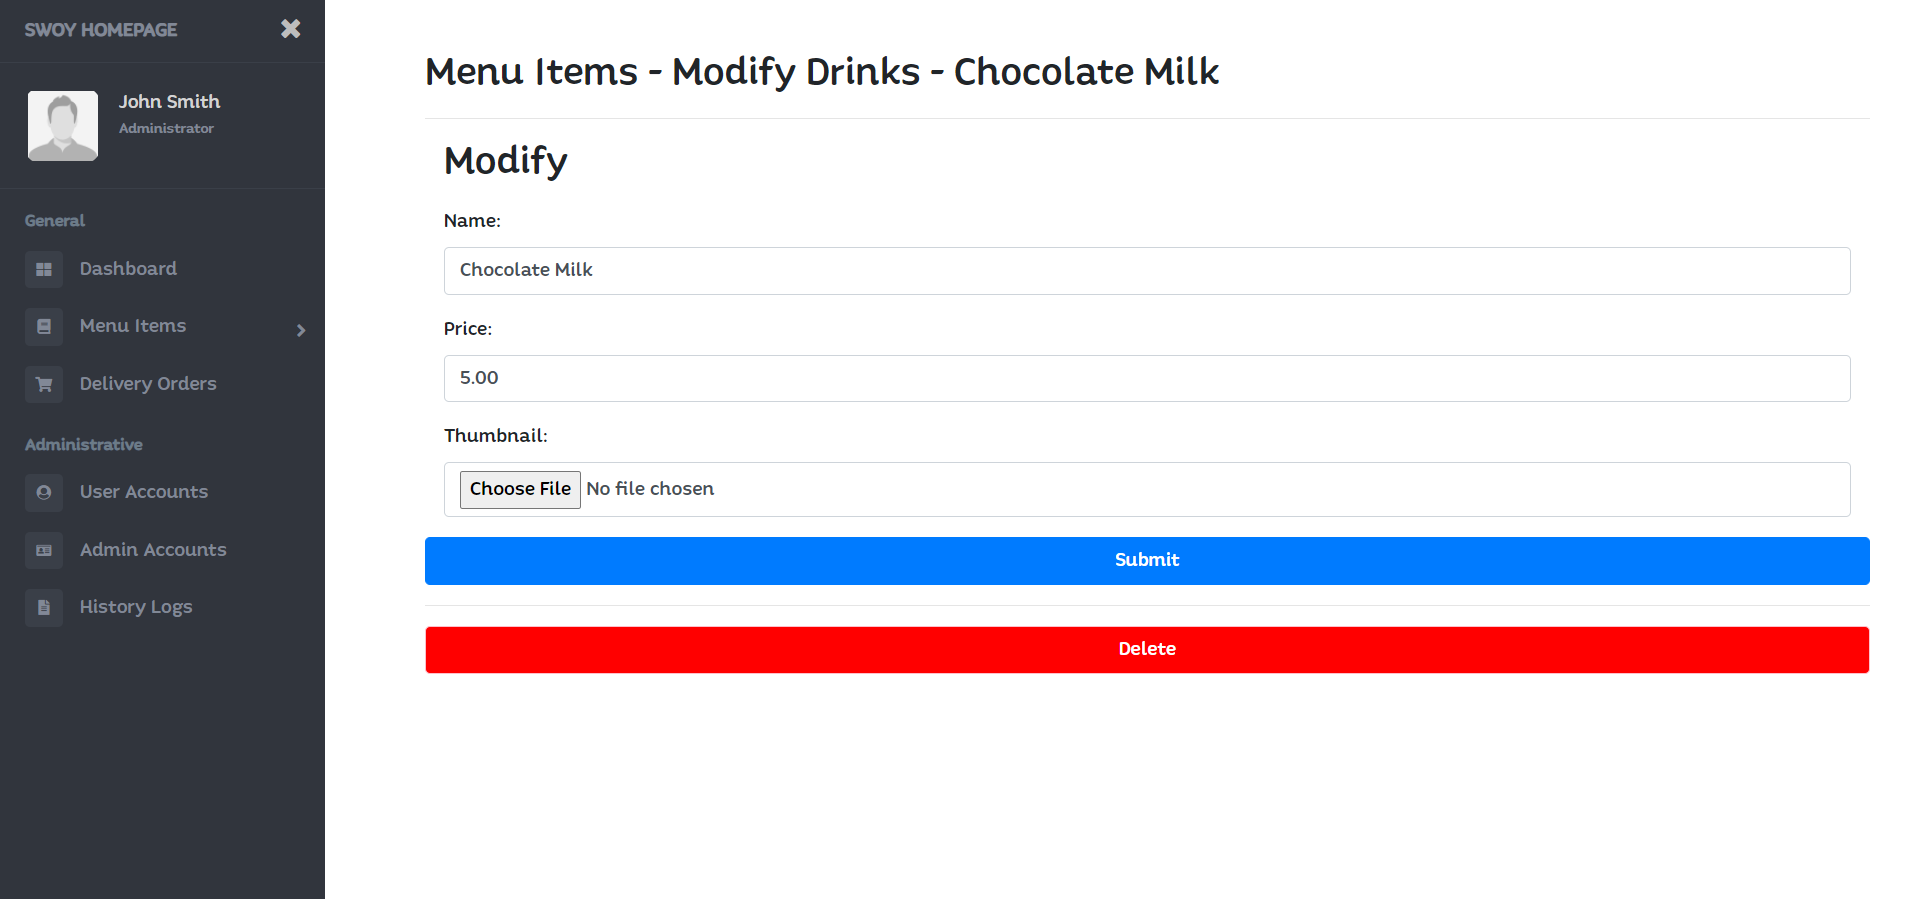 SWOY HOMEPAGE
John Smith
Administrator
General
Dashboard
Menu Items
Delivery Orders
Administrative
User Accounts
Admin Accounts
History Logs
Menu Items - Modify Drinks - Chocolate Milk
Modify
Name:
Chocolate Milk
Price:
5.00
Thumbnail:
Choose File No file chosen
Submit
Delete